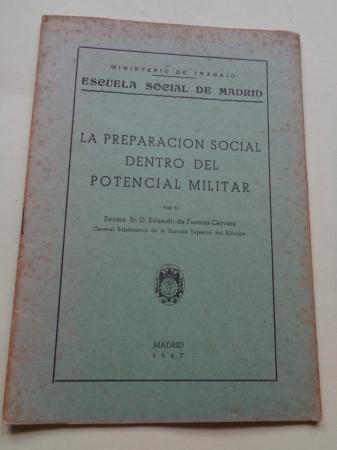 MINISTERIO DE TRABAJO
ESCUELA SOCIAL DE MADRID
LA PREPARACION SOCIAL
DENTRO DEL
POTENCIAL MILITAR
POR EL
Excmo. Sr. D. Eduardo de Fuentes Cervera
General Subdirector de la Escuela Superior del Ejército
MADRID
1947